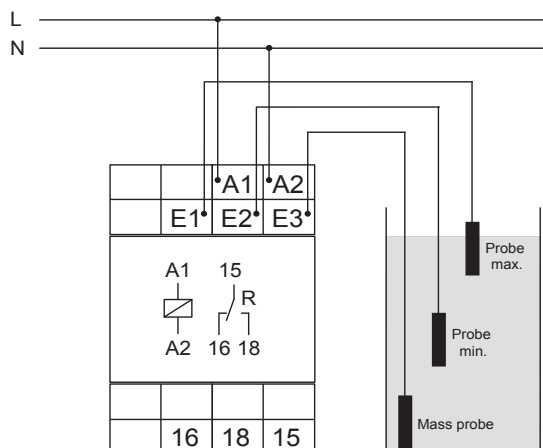 L
N
A1 A2
E1 E2 E3
A1 15
R
A2 16 18
Probe
max.
Probe
min.
Mass probe
16 18 15